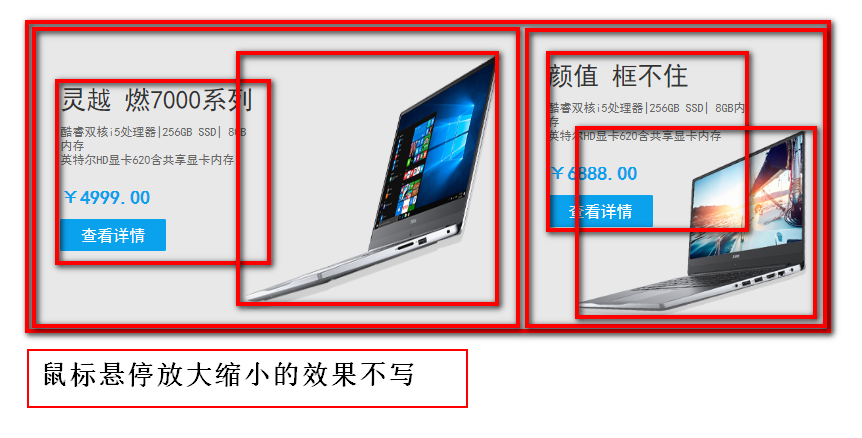 灵越 燃7000系列
酷睿双核i5处理器|256GB SSD| 8GB
内存
英特尔HD显卡620含共享显卡内存
￥4999.00
查看详情
颜值 框不住
酷睿双核i5处理器|256GB SSD| 8GB内
存
英特尔HD显卡620含共享显卡内存
￥6888.00
查看详情
鼠标悬停放大缩小的效果不写